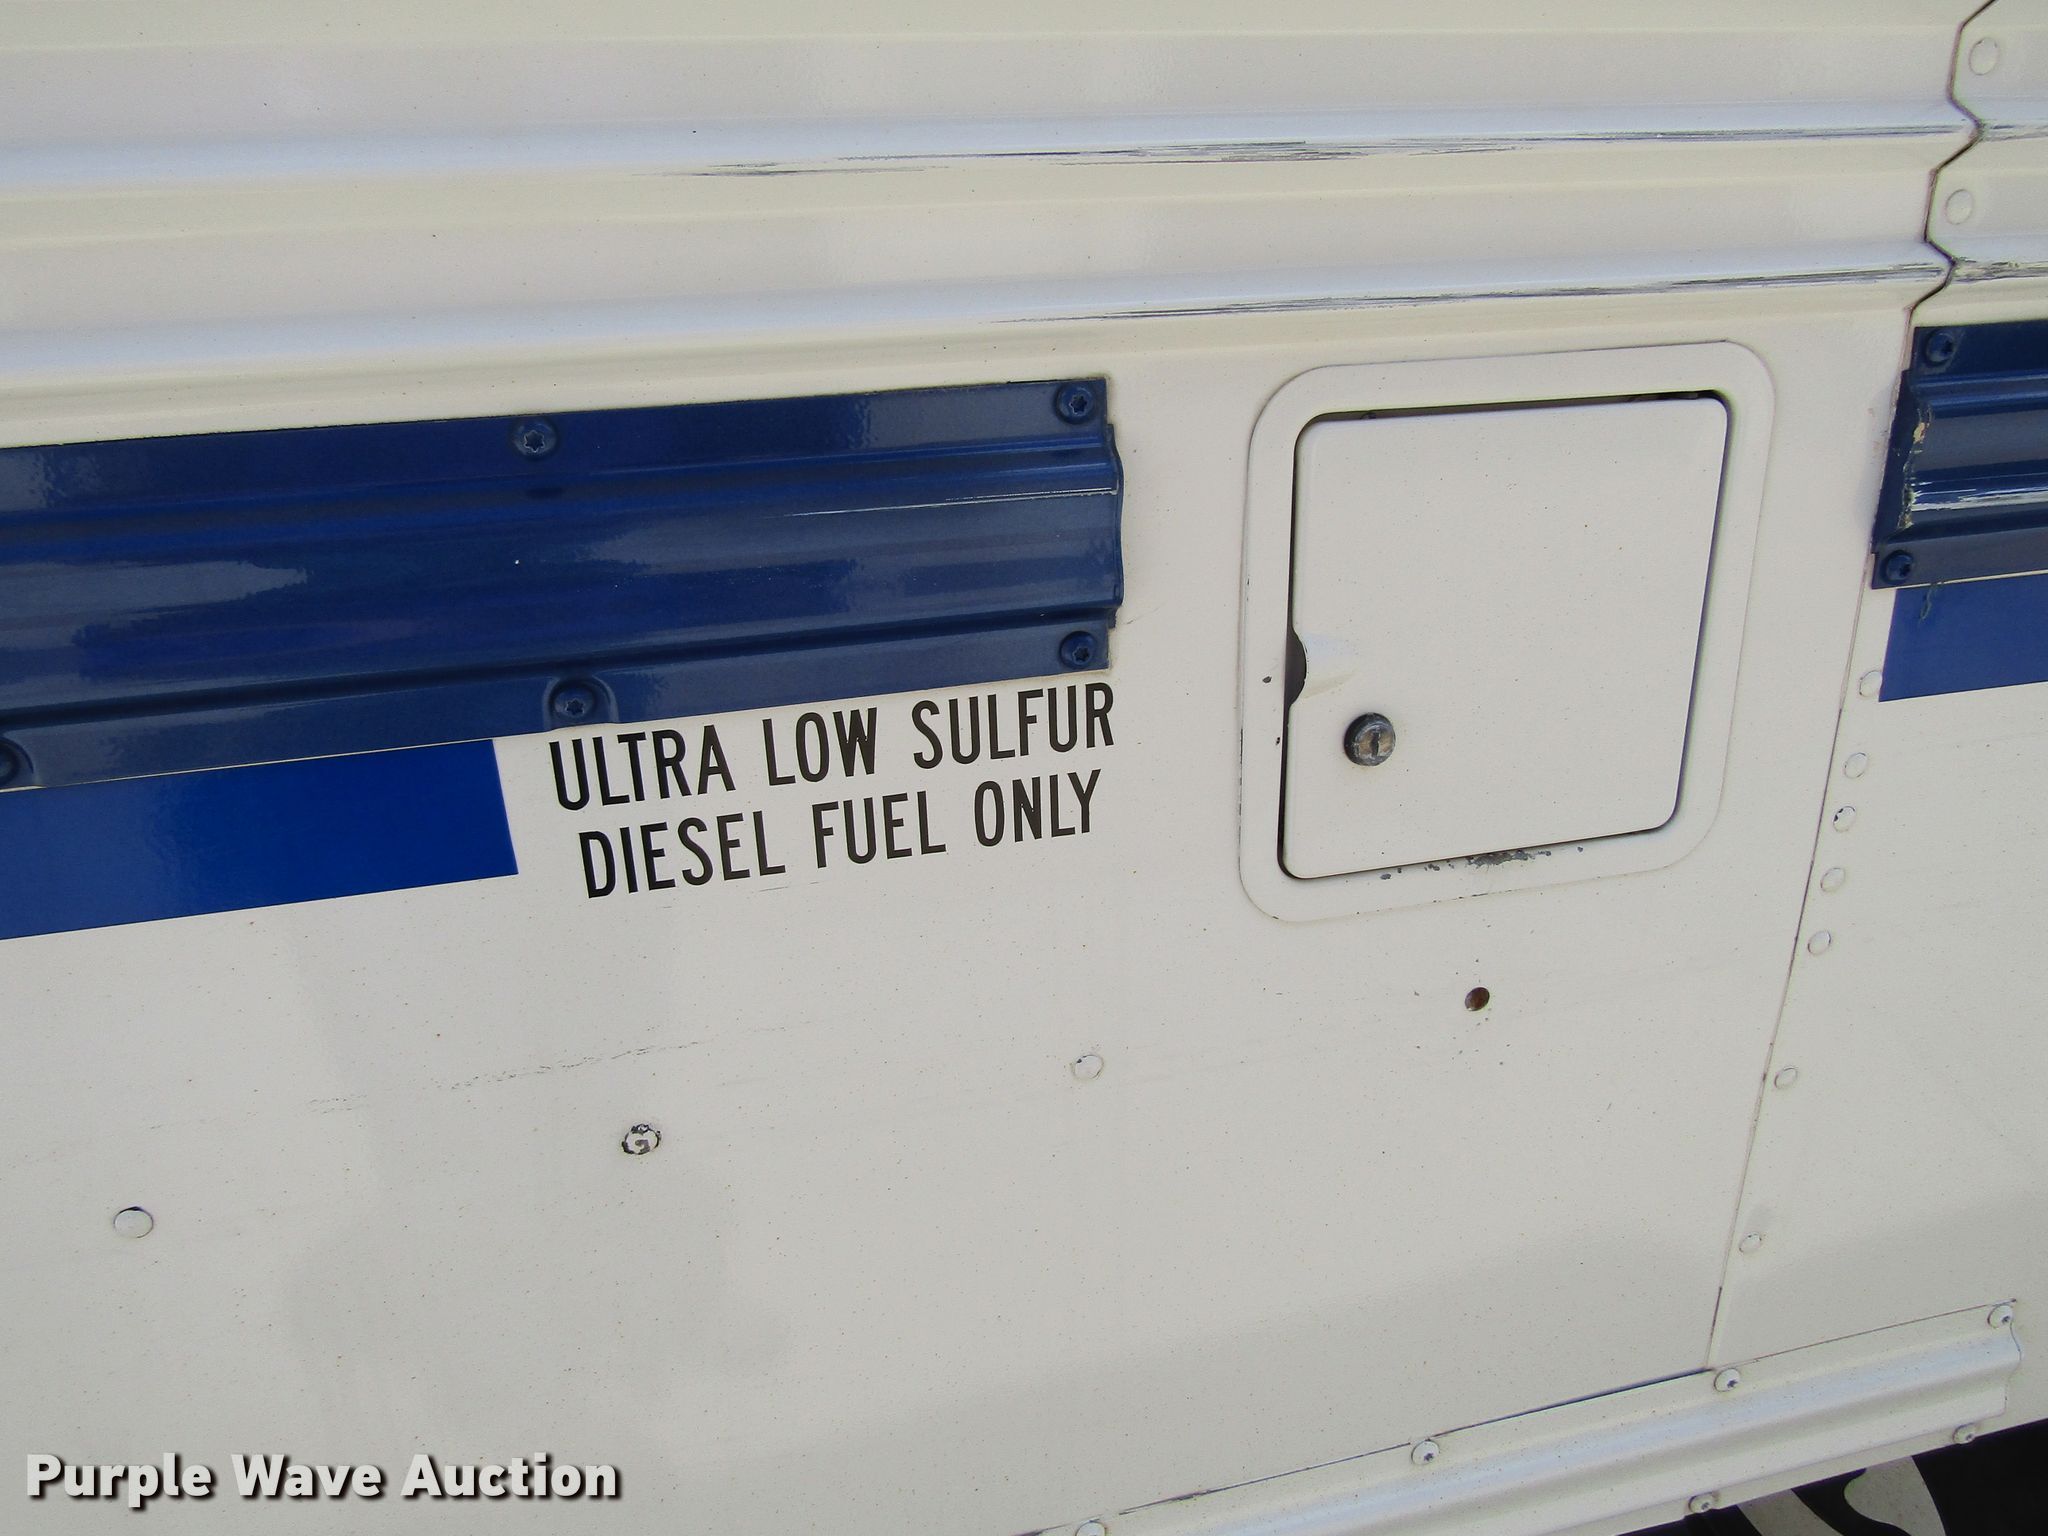 ULTRA LOW SULFUR
DIESEL FUEL ONLY
Purple Wave Auction